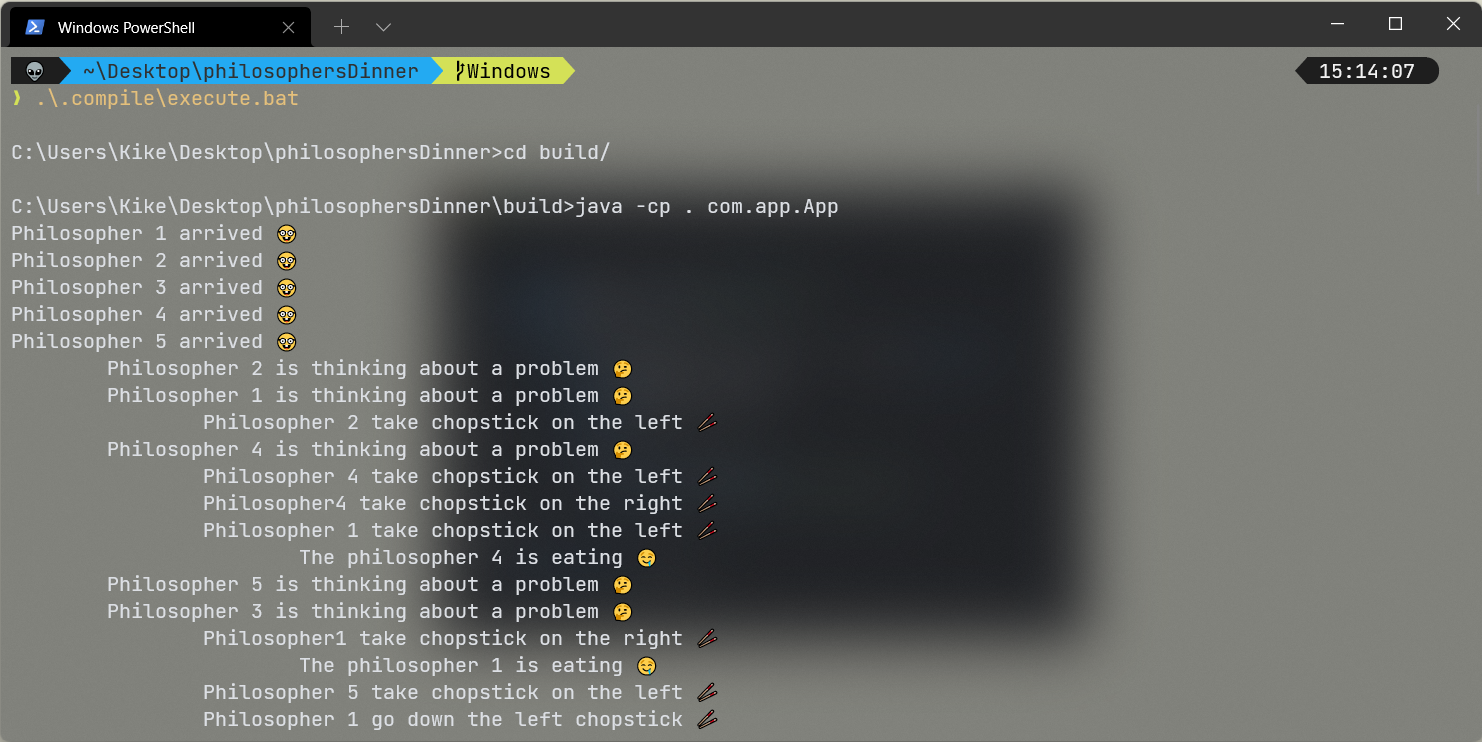 Windows PowerShell
~\Desktop\philosophersDinner Windows 15:14:07
❯ .\.compile\execute.bat
C:\Users\Kike\Desktop\philosophersDinner>cd build/
C:\Users\Kike\Desktop\philosophersDinner\build>java -cp . com.app.App
Philosopher 1 arrived 🤓
Philosopher 2 arrived 🤓
Philosopher 3 arrived 🤓
Philosopher 4 arrived 🤓
Philosopher 5 arrived 🤓
Philosopher 2 is thinking about a problem 🤔
Philosopher 1 is thinking about a problem 🤔
Philosopher 2 take chopstick on the left 🥢
Philosopher 4 is thinking about a problem 🤔
Philosopher 4 take chopstick on the left 🥢
Philosopher4 take chopstick on the right 🥢
Philosopher 1 take chopstick on the left 🥢
The philosopher 4 is eating 🤤
Philosopher 5 is thinking about a problem 🤔
Philosopher 3 is thinking about a problem 🤔
Philosopher1 take chopstick on the right 🥢
The philosopher 1 is eating 🤤
Philosopher 5 take chopstick on the left 🥢
Philosopher 1 go down the left chopstick 🥢